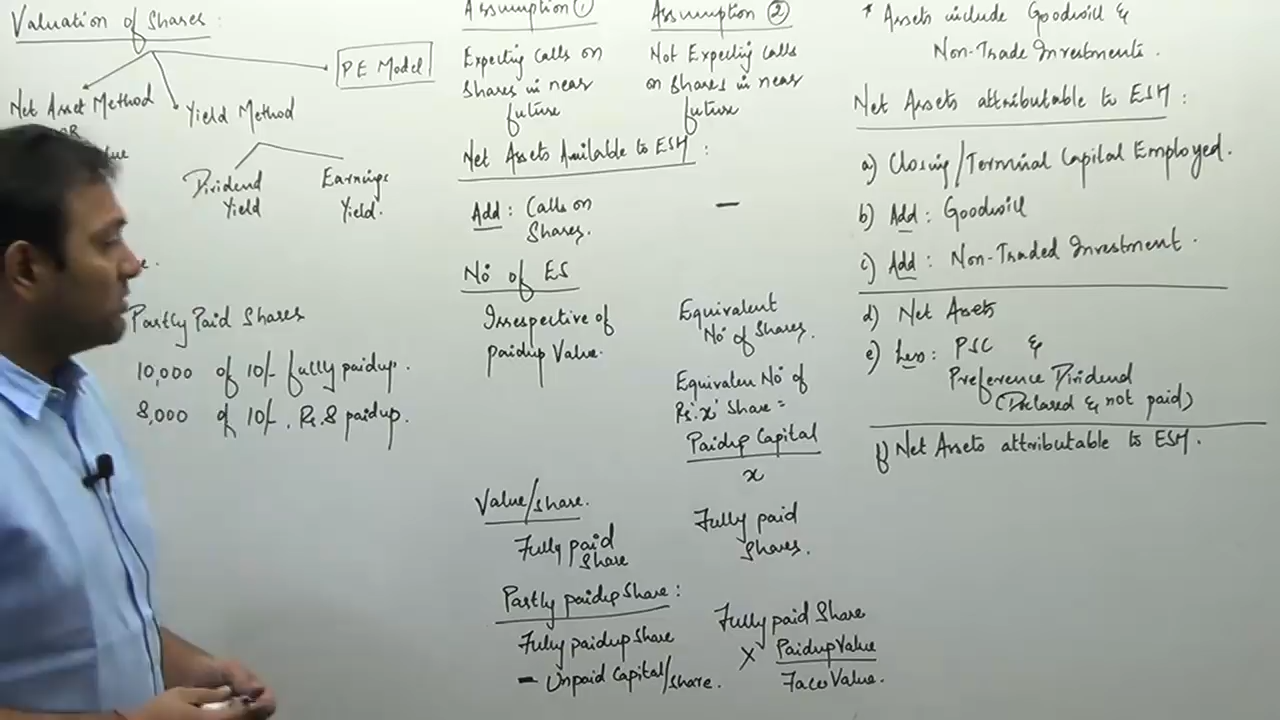 Valuation of Shares :
PE Model
Net Asset Method
OR
Yield Method
Dividend
Yield
Earnings
Yield.
Partly Paid Shares
10,000 of 10/- fully paidup.
8,000 of 10/-, Rs.8 paidup.
Assumption ①
Expecting Calls on
Shares in near
future
Assumption ②
Not Expecting Calls
on Shares in near
future
Net Assets Available to ESH :
Add : Calls on
Shares.
—
No of ES
Irrespective of
paidup Value.
Equivalent
No of Shares.
Equivalen No of
Rs.'x' Share =
Paidup Capital
x
Value/share.
Fully paid
Share
Fully paid
Shares.
Partly paidup Share :
Fully paidup Share
– Unpaid Capital/share.
Fully paid Share
X Paidup Value
Face Value.
* Assets include Goodwill &
Non-Trade Investments.
Net Assets attributable to ESH :
a) Closing/Terminal Capital Employed.
b) Add : Goodwill
c) Add : Non-Traded Investment.
d) Net Assets
e) Less : PSC &
Preference Dividend
(Declared & not paid)
f) Net Assets attributable to ESH.